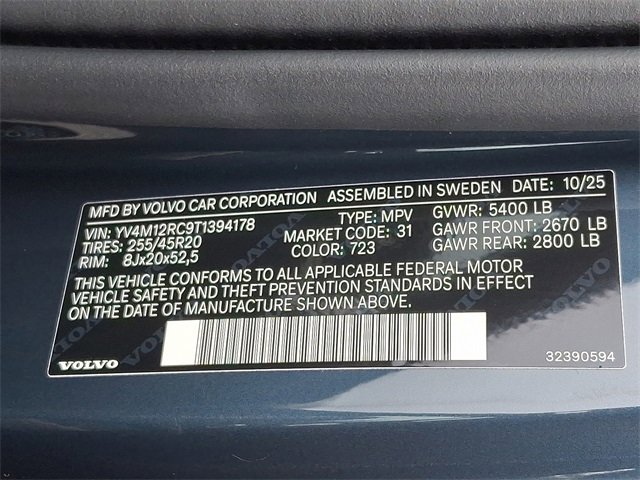 MFD BY VOLVO CAR CORPORATION ASSEMBLED IN SWEDEN DATE: 10/25
VIN: YV4M12RC9T1394178 TYPE: MPV GVWR: 5400 LB
TIRES: 255/45R20 MARKET CODE: 31 GAWR FRONT: 2670 LB
RIM: 8Jx20x52,5 COLOR: 723 GAWR REAR: 2800 LB
THIS VEHICLE CONFORMS TO ALL APPLICABLE FEDERAL MOTOR
VEHICLE SAFETY AND THEFT PREVENTION STANDARDS IN EFFECT
ON THE DATE OF MANUFACTURE SHOWN ABOVE.
VOLVO 32390594